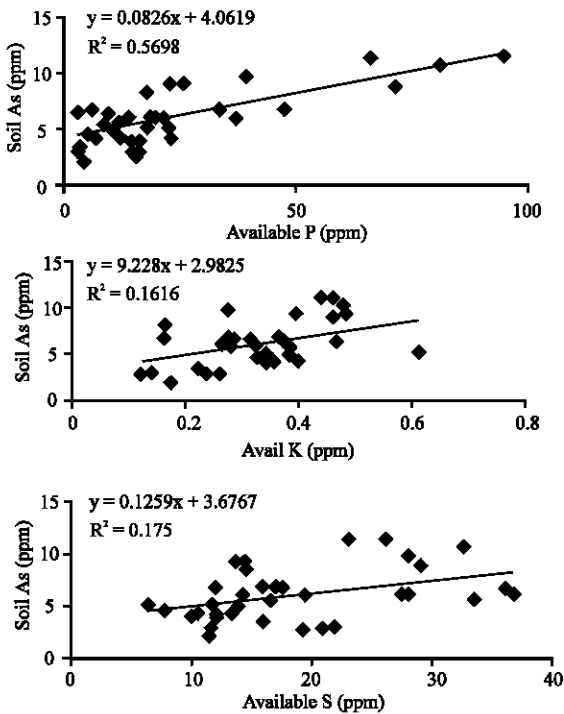 y = 0.0826x + 4.0619
R² = 0.5698
15
10
5
0
Soil As (ppm)
0 50 100
Available P (ppm)
y = 9.228x + 2.9825
R² = 0.1616
15
10
5
0
Soil As (ppm)
0 0.2 0.4 0.6 0.8
Avail K (ppm)
y = 0.1259x + 3.6767
R² = 0.175
15
10
5
0
Soil As (ppm)
0 10 20 30 40
Available S (ppm)